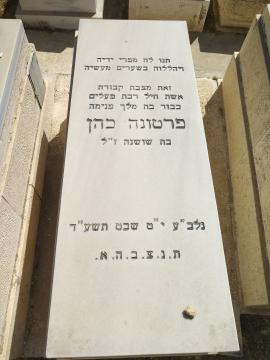 תנו לה מפרי ידיה
ויהללוה בשערים מעשיה
זאת מצבת קבורת
אשת חיל רבת פעלים
כבוד בת מלך פנימה
פרטונה כהן
בת שושנה ז"ל
נלב"ע י"ט שבט תשע"ד
ת.נ.צ.ב.ה.א.